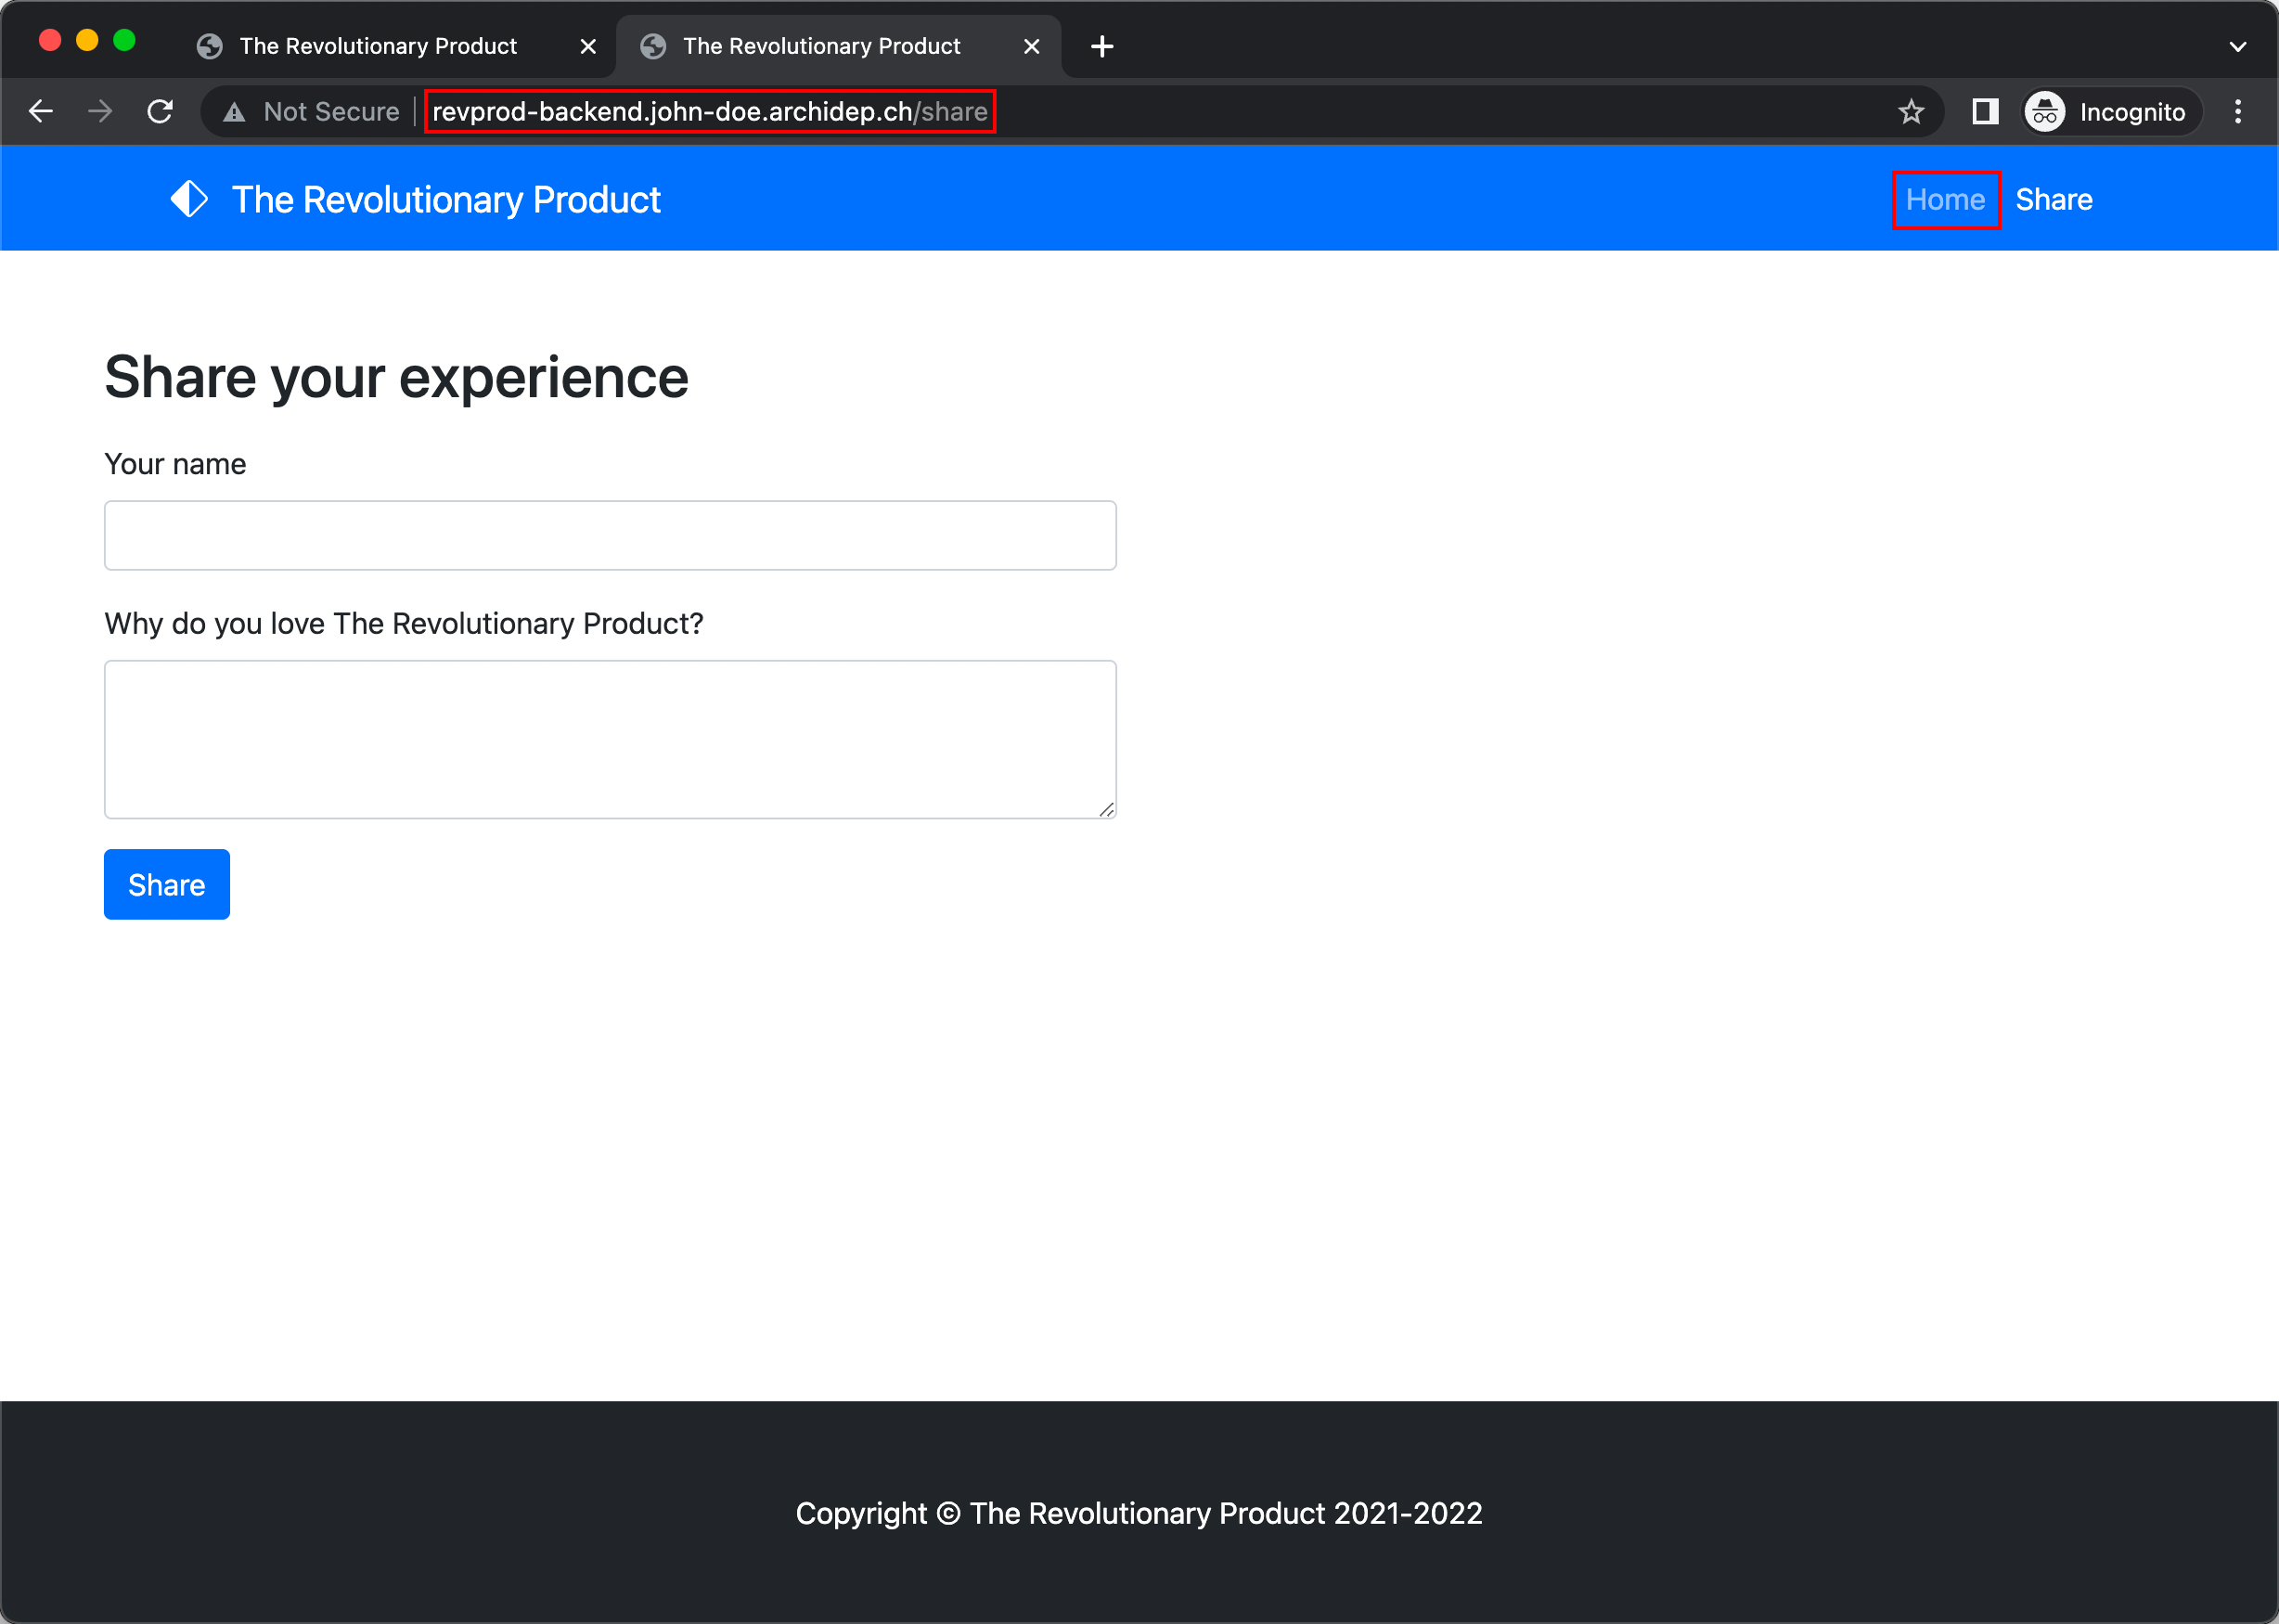 The Revolutionary Product The Revolutionary Product
Not Secure revprod-backend.john-doe.archidep.ch/share Incognito
The Revolutionary Product Home Share
Share your experience
Your name
Why do you love The Revolutionary Product?
Share
Copyright © The Revolutionary Product 2021-2022